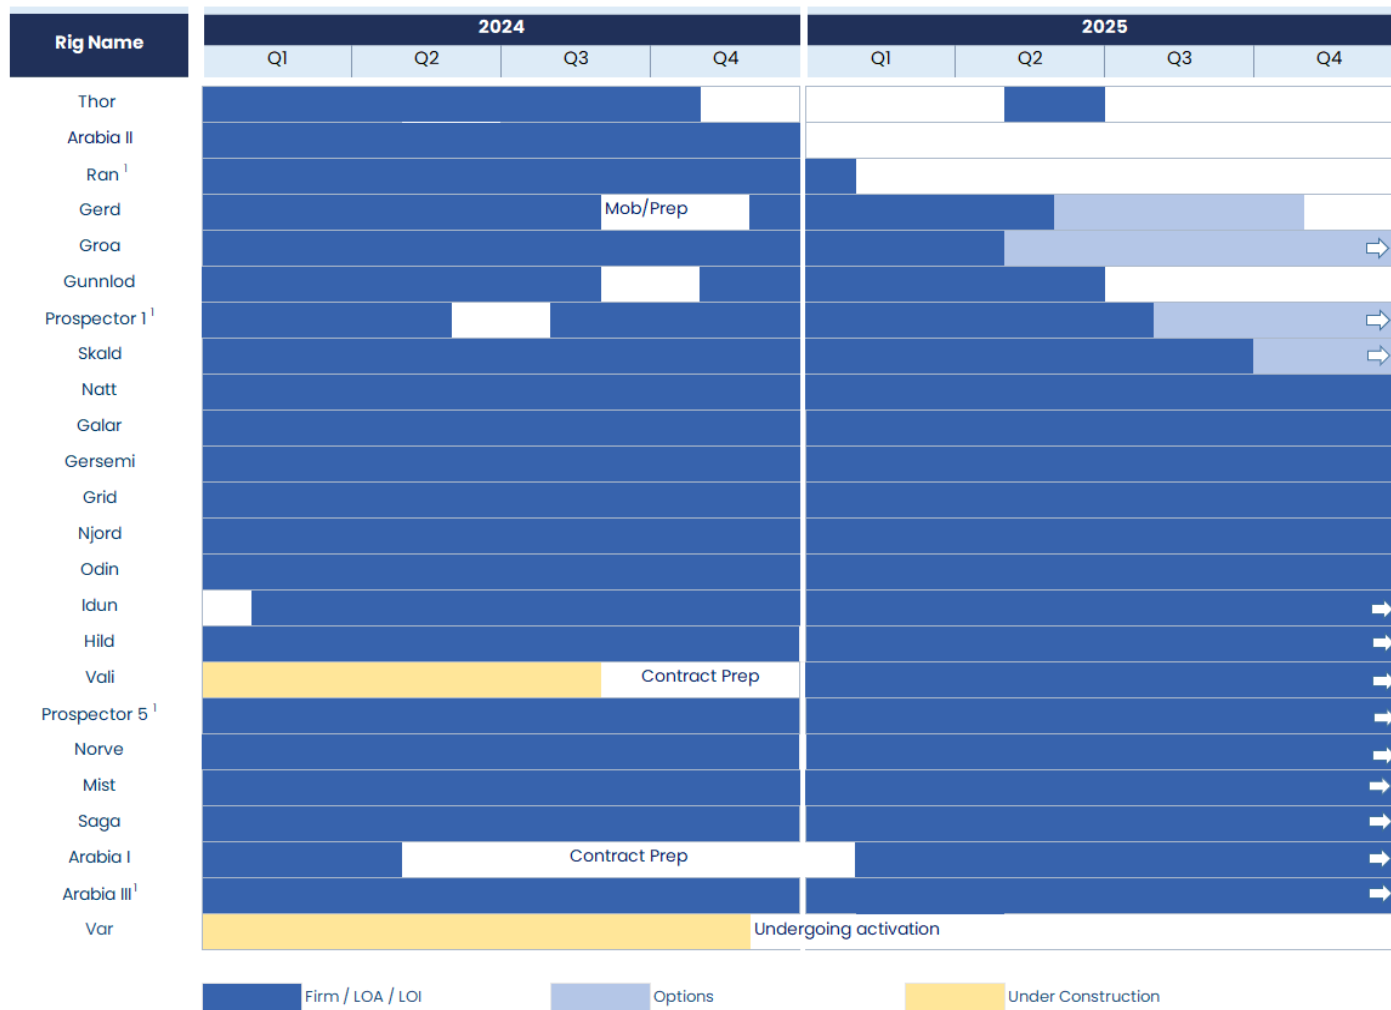 Rig Name
2024
2025
Q1 Q2 Q3 Q4 Q1 Q2 Q3 Q4
Thor
Arabia II
Ran 1
Gerd Mob/Prep
Groa
Gunnlod
Prospector 1 1
Skald
Natt
Galar
Gersemi
Grid
Njord
Odin
Idun
Hild
Vali Contract Prep
Prospector 5 1
Norve
Mist
Saga
Arabia I Contract Prep
Arabia III 1
Var Undergoing activation
Firm / LOA / LOI Options Under Construction